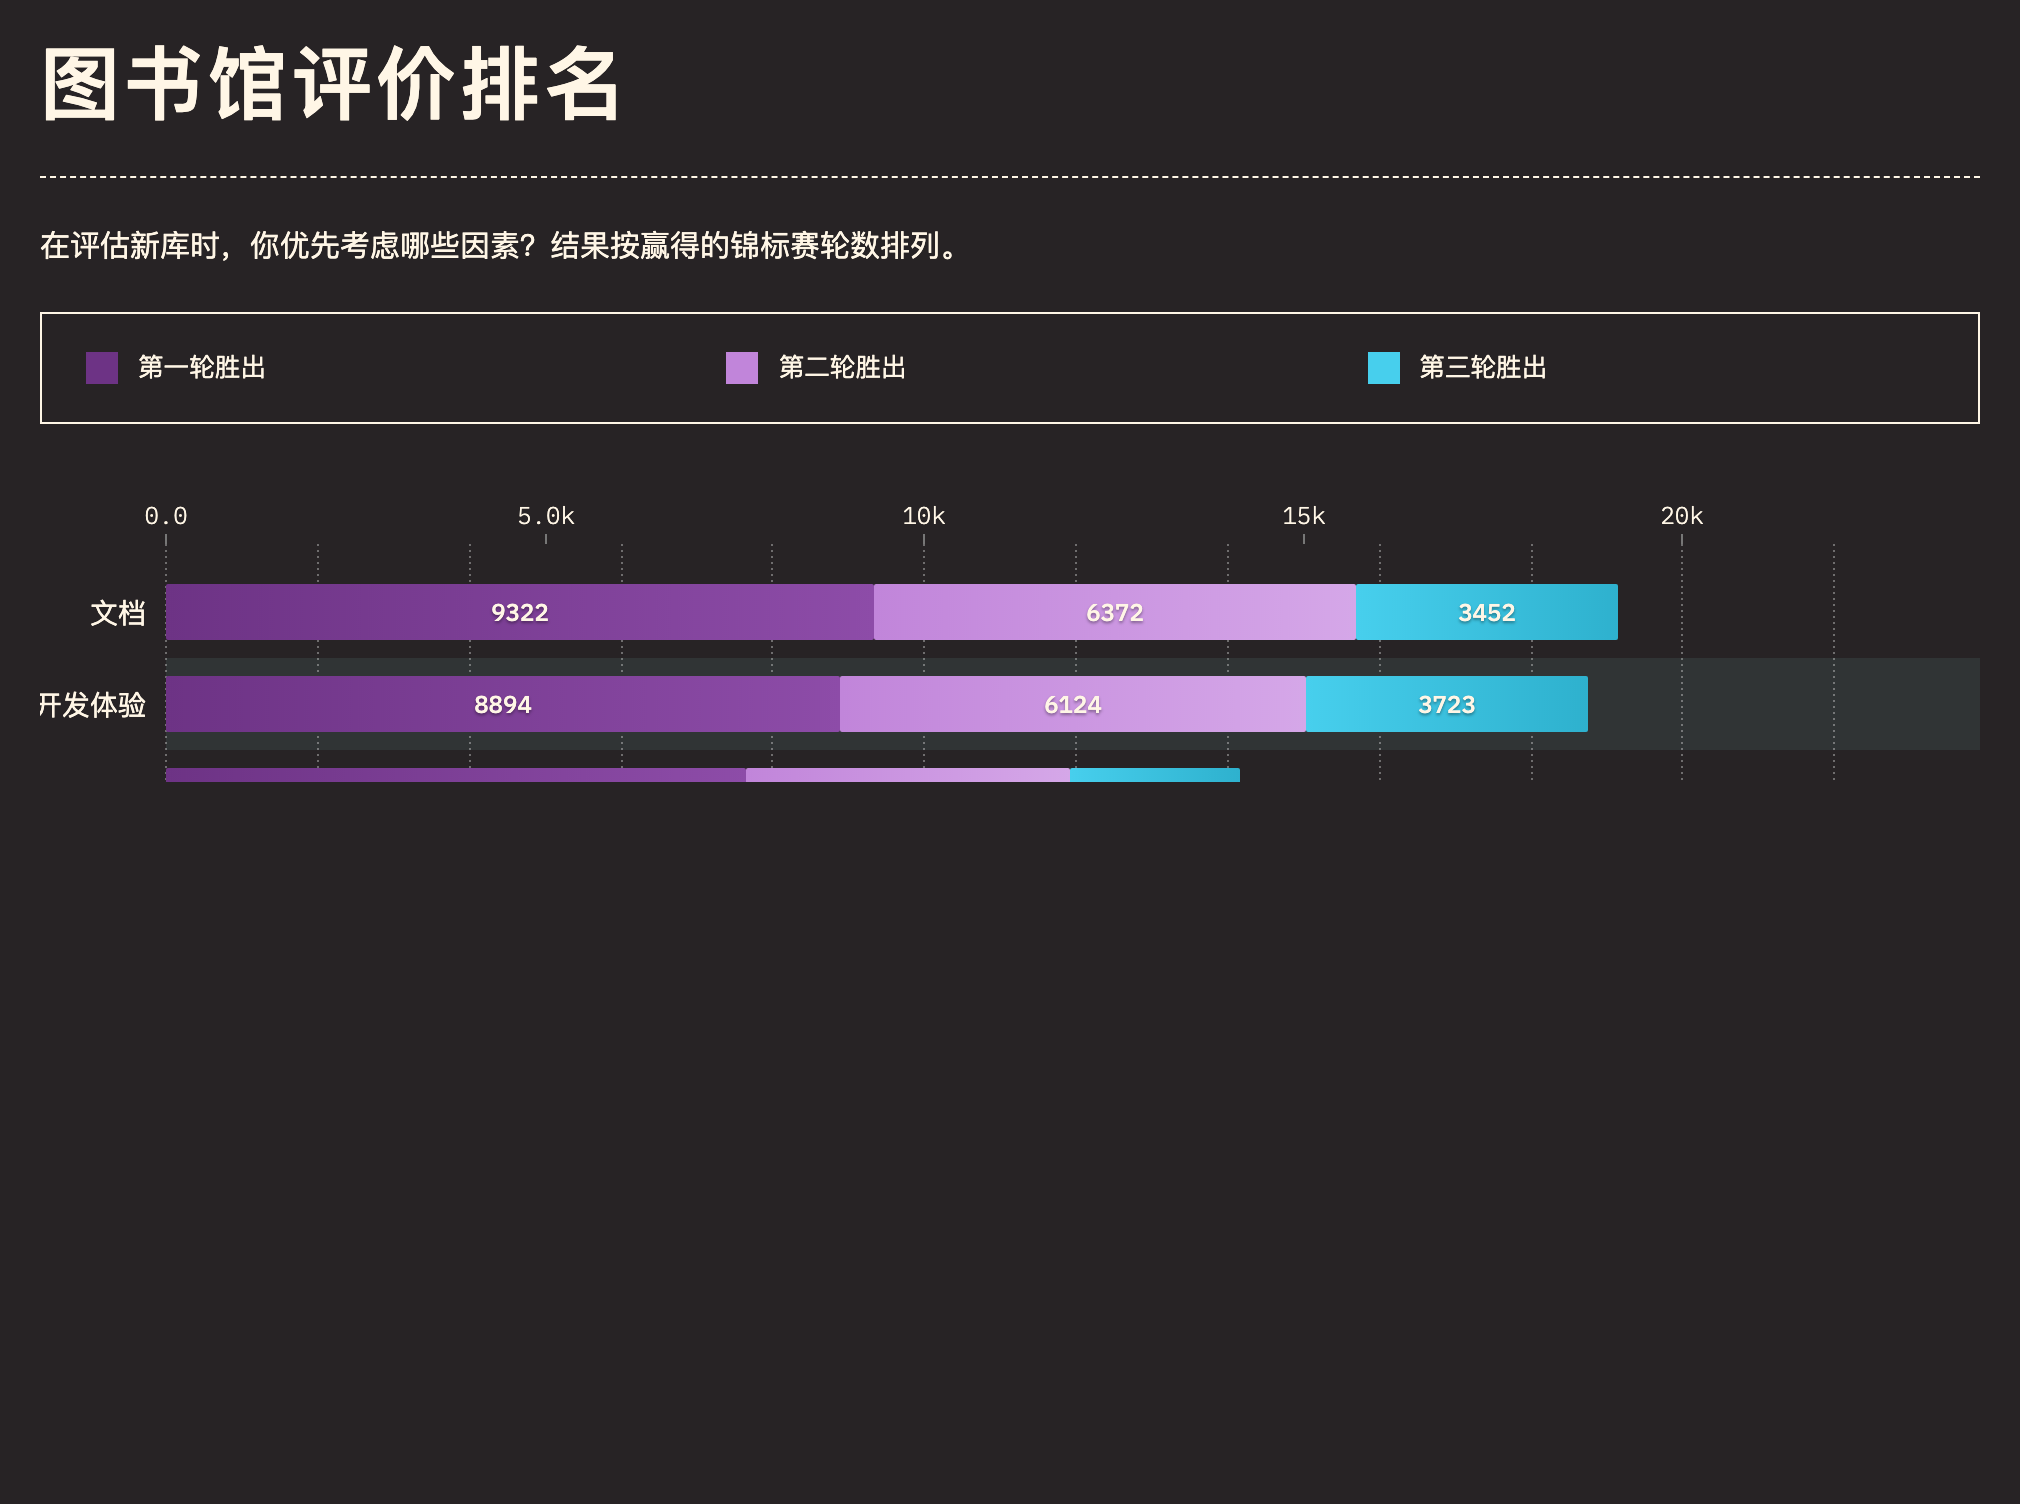 图书馆评价排名
在评估新库时，你优先考虑哪些因素？结果按赢得的锦标赛轮数排列。
第一轮胜出 第二轮胜出 第三轮胜出
0.0 5.0k 10k 15k 20k
文档 9322 6372 3452
开发体验 8894 6124 3723